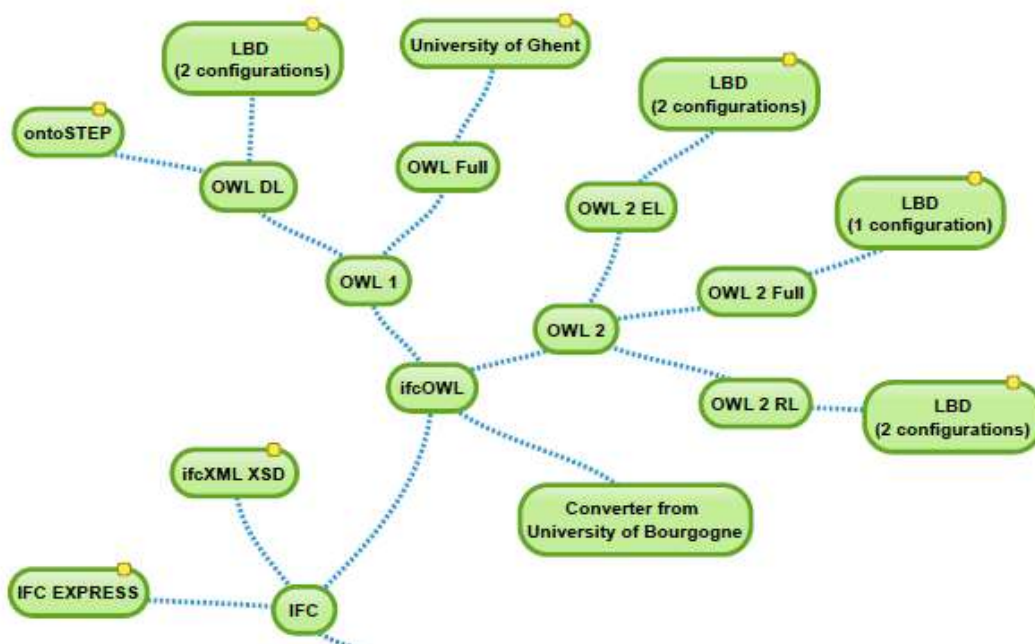 LBD
(2 configurations)
University of Ghent
LBD
(2 configurations)
ontoSTEP
OWL DL
OWL Full
OWL 2 EL
LBD
(1 configuration)
OWL 1
OWL 2 Full
OWL 2
ifcOWL
OWL 2 RL
LBD
(2 configurations)
ifcXML XSD
Converter from
University of Bourgogne
IFC EXPRESS
IFC